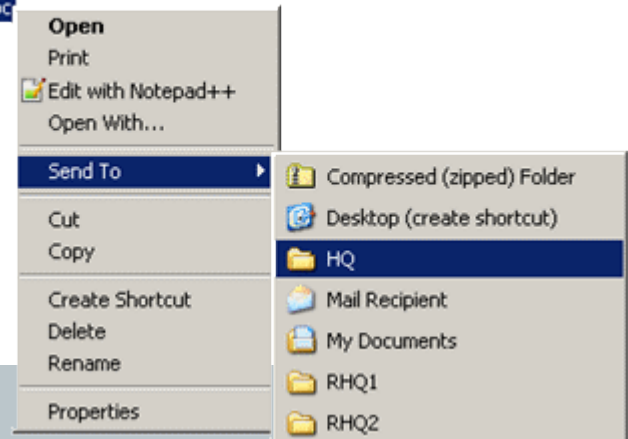 Open
Print
Edit with Notepad++
Open With...
Send To
Cut
Copy
Create Shortcut
Delete
Rename
Properties
Compressed (zipped) Folder
Desktop (create shortcut)
HQ
Mail Recipient
My Documents
RHQ1
RHQ2